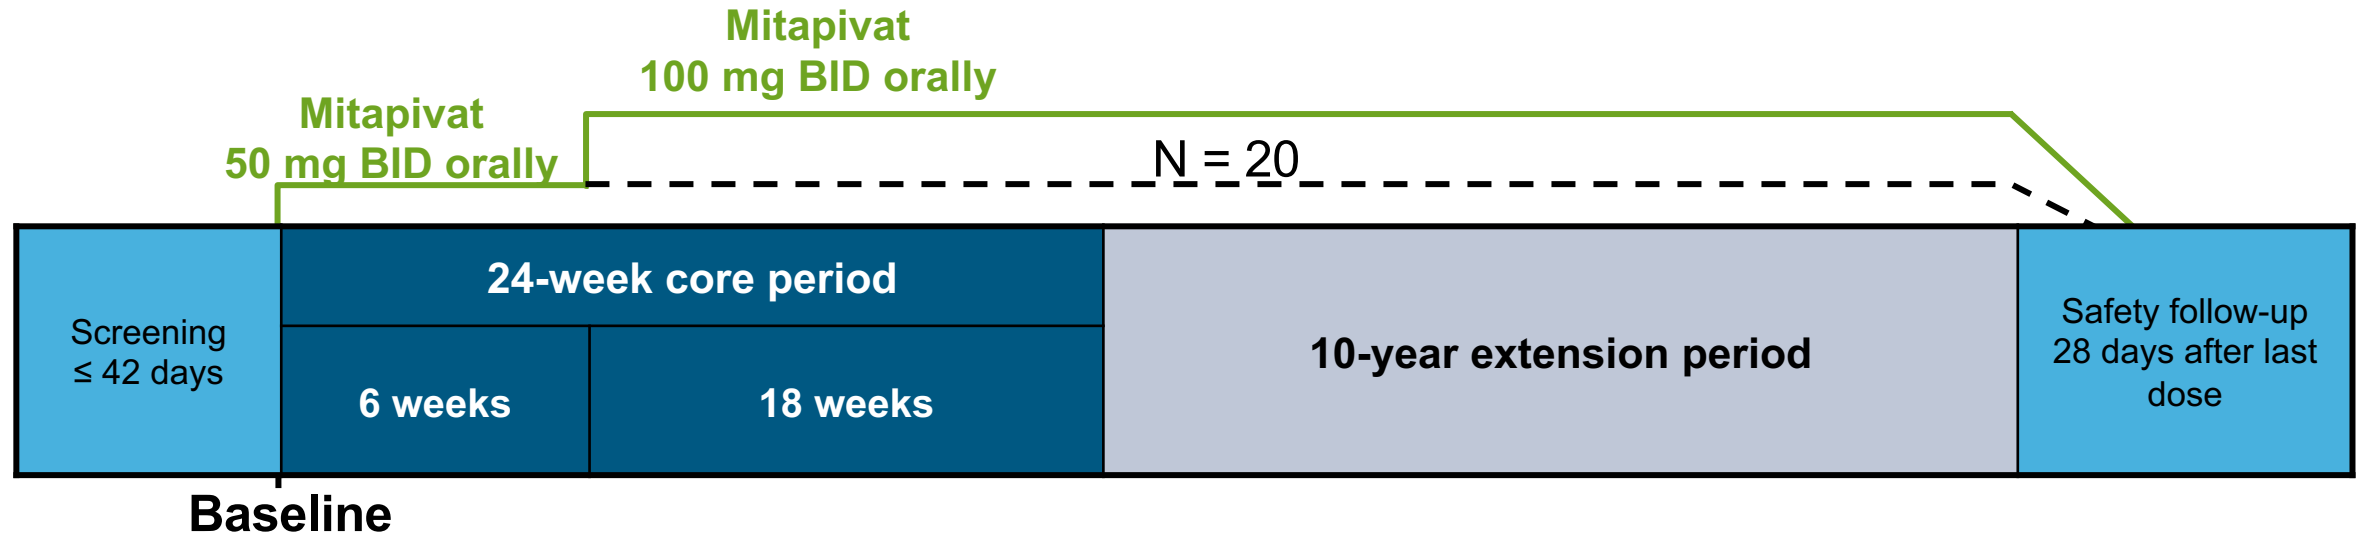 Mitapivat
100 mg BID orally
Mitapivat
50 mg BID orally
N = 20
Screening
≤ 42 days
24-week core period
6 weeks
18 weeks
10-year extension period
Safety follow-up
28 days after last
dose
Baseline